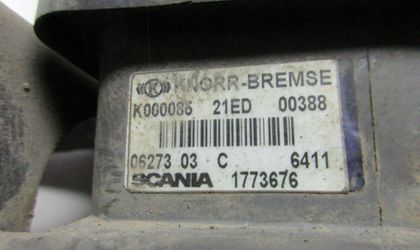 KNORR-BREMSE
K000086 21ED 00388
06273 03 C 6411
SCANIA 1773676